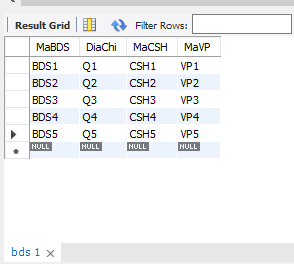 Result Grid Filter Rows:
MaBDS DiaChi MaCSH MaVP
BDS1 Q1 CSH1 VP1
BDS2 Q2 CSH2 VP2
BDS3 Q3 CSH3 VP3
BDS4 Q4 CSH4 VP4
BDS5 Q5 CSH5 VP5
NULL NULL NULL NULL
bds 1